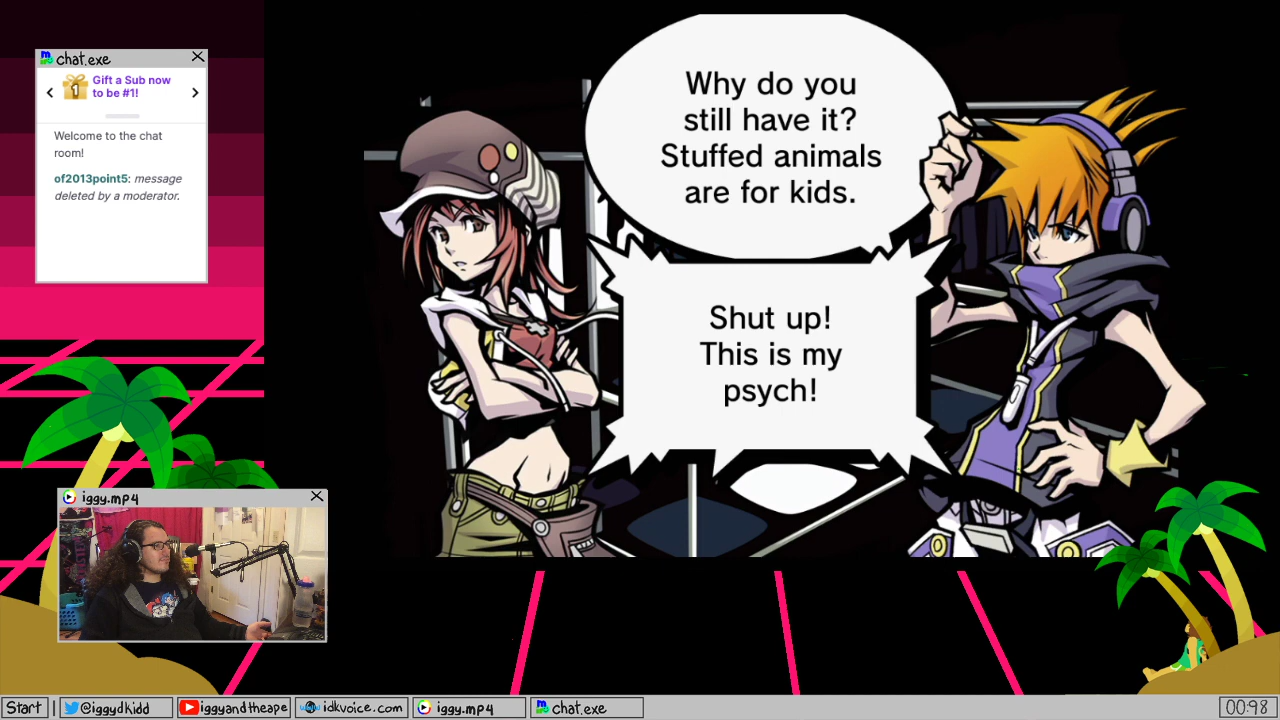 chat.exe
Gift a Sub now
to be #1!
1
Welcome to the chat
room!
of2013point5: message
deleted by a moderator.
Why do you
still have it?
Stuffed animals
are for kids.
Shut up!
This is my
psych!
iggy.mp4
Start | @iggydkidd iggyandtheape www idkvoice.com iggy.mp4 chat.exe 00:98